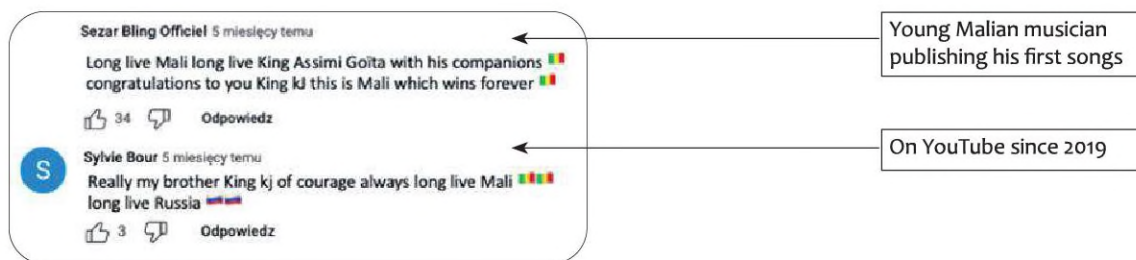 Sezar Bling Officiel 5 miesięcy temu
Long live Mali long live King Assimi Goïta with his companions
congratulations to you King kJ this is Mali which wins forever
34 Odpowiedz
S
Sylvie Bour 5 miesięcy temu
Really my brother King kj of courage always long live Mali
long live Russia
3 Odpowiedz
Young Malian musician
publishing his first songs
On YouTube since 2019